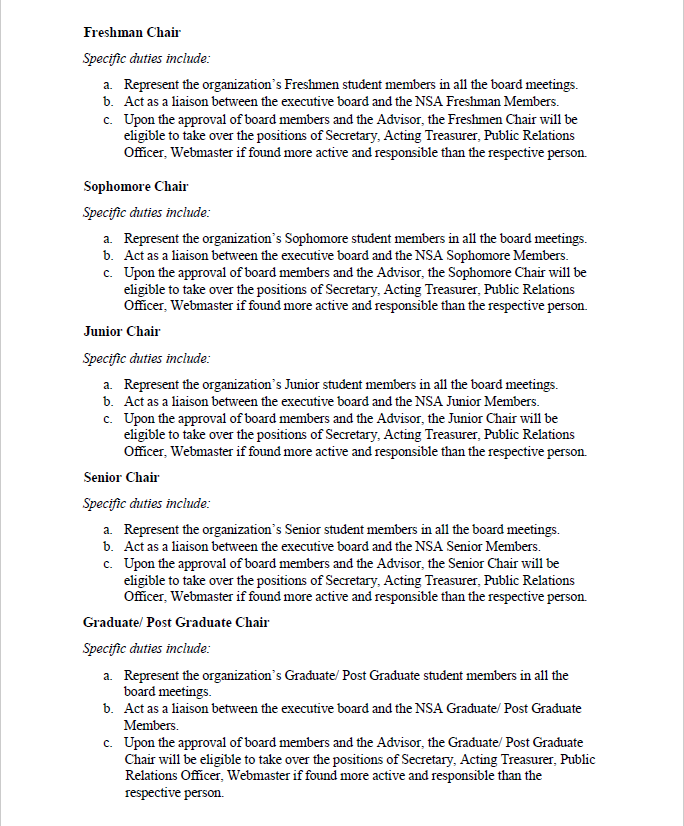 Freshman Chair
Specific duties include:
a. Represent the organization’s Freshmen student members in all the board meetings.
b. Act as a liaison between the executive board and the NSA Freshman Members.
c. Upon the approval of board members and the Advisor, the Freshmen Chair will be
eligible to take over the positions of Secretary, Acting Treasurer, Public Relations
Officer, Webmaster if found more active and responsible than the respective person.
Sophomore Chair
Specific duties include:
a. Represent the organization’s Sophomore student members in all the board meetings.
b. Act as a liaison between the executive board and the NSA Sophomore Members.
c. Upon the approval of board members and the Advisor, the Sophomore Chair will be
eligible to take over the positions of Secretary, Acting Treasurer, Public Relations
Officer, Webmaster if found more active and responsible than the respective person.
Junior Chair
Specific duties include:
a. Represent the organization’s Junior student members in all the board meetings.
b. Act as a liaison between the executive board and the NSA Junior Members.
c. Upon the approval of board members and the Advisor, the Junior Chair will be
eligible to take over the positions of Secretary, Acting Treasurer, Public Relations
Officer, Webmaster if found more active and responsible than the respective person.
Senior Chair
Specific duties include:
a. Represent the organization’s Senior student members in all the board meetings.
b. Act as a liaison between the executive board and the NSA Senior Members.
c. Upon the approval of board members and the Advisor, the Senior Chair will be
eligible to take over the positions of Secretary, Acting Treasurer, Public Relations
Officer, Webmaster if found more active and responsible than the respective person.
Graduate/ Post Graduate Chair
Specific duties include:
a. Represent the organization’s Graduate/ Post Graduate student members in all the
board meetings.
b. Act as a liaison between the executive board and the NSA Graduate/ Post Graduate
Members.
c. Upon the approval of board members and the Advisor, the Graduate/ Post Graduate
Chair will be eligible to take over the positions of Secretary, Acting Treasurer, Public
Relations Officer, Webmaster if found more active and responsible than the
respective person.